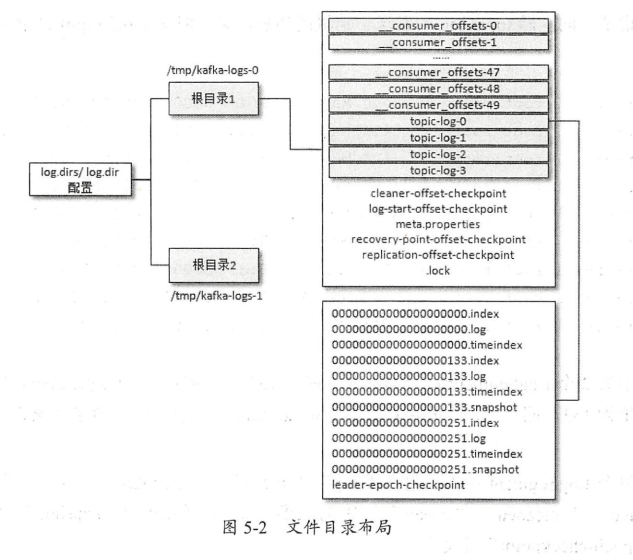 __consumer_offsets-0
__consumer_offsets-1
……
__consumer_offsets-47
__consumer_offsets-48
__consumer_offsets-49
topic-log-0
topic-log-1
topic-log-2
topic-log-3
cleaner-offset-checkpoint
log-start-offset-checkpoint
meta.properties
recovery-point-offset-checkpoint
replication-offset-checkpoint
.lock
/tmp/kafka-logs-0
根目录1
log.dirs/ log.dir
配置
根目录2
/tmp/kafka-logs-1
00000000000000000000.index
00000000000000000000.log
00000000000000000000.timeindex
00000000000000000133.index
00000000000000000133.log
00000000000000000133.timeindex
00000000000000000133.snapshot
00000000000000000251.index
00000000000000000251.log
00000000000000000251.timeindex
00000000000000000251.snapshot
leader-epoch-checkpoint
图 5-2 文件目录布局